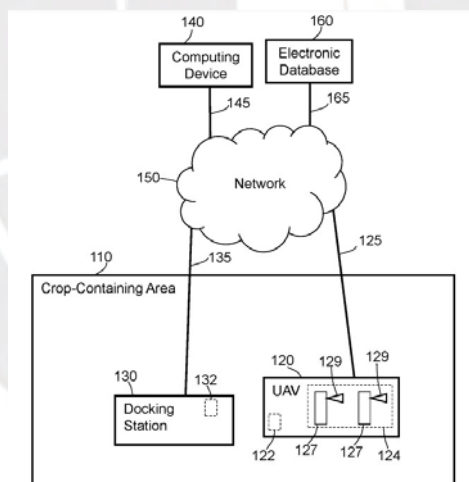 140
160
Computing
Device
Electronic
Database
145
165
150
Network
125
110
135
Crop-Containing Area
130
132
120
129
129
Docking
Station
UAV
122
127
127
124